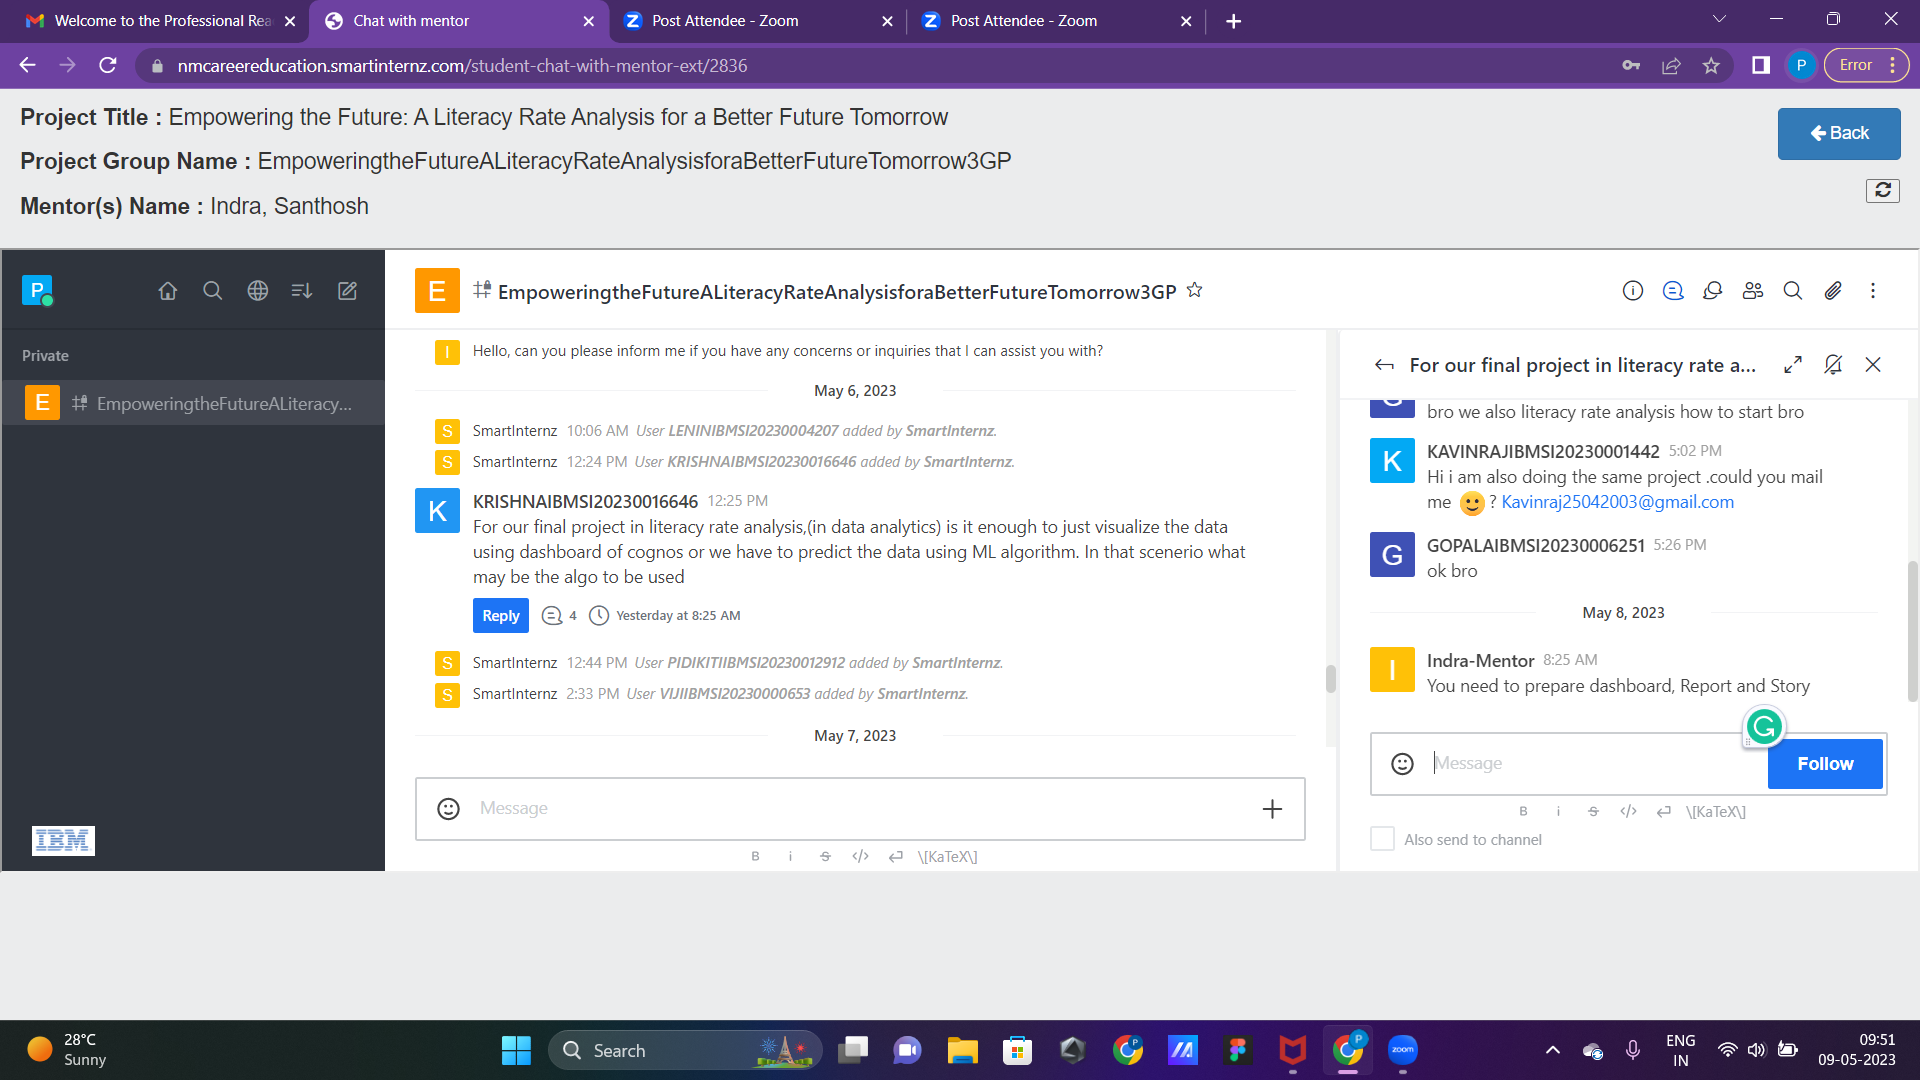 Welcome to the Professional Rea
Chat with mentor
Post Attendee - Zoom
Post Attendee - Zoom
nmcareereducation.smartinternz.com/student-chat-with-mentor-ext/2836
P
Error
Project Title : Empowering the Future: A Literacy Rate Analysis for a Better Future Tomorrow
Back
Project Group Name : EmpoweringtheFutureALiteracyRateAnalysisforaBetterFutureTomorrow3GP
Mentor(s) Name : Indra, Santhosh
P
Private
E EmpoweringtheFutureALiteracy...
IBM
E EmpoweringtheFutureALiteracyRateAnalysisforaBetterFutureTomorrow3GP
I Hello, can you please inform me if you have any concerns or inquiries that I can assist you with?
May 6, 2023
S SmartInternz 10:06 AM User LENINIBMSI20230004207 added by SmartInternz.
S SmartInternz 12:24 PM User KRISHNAIBMSI20230016646 added by SmartInternz.
K KRISHNAIBMSI20230016646 12:25 PM
For our final project in literacy rate analysis,(in data analytics) is it enough to just visualize the data
using dashboard of cognos or we have to predict the data using ML algorithm. In that scenerio what
may be the algo to be used
Reply 4 Yesterday at 8:25 AM
S SmartInternz 12:44 PM User PIDIKITIIBMSI20230012912 added by SmartInternz.
S SmartInternz 2:33 PM User VIJIIBMSI20230000653 added by SmartInternz.
May 7, 2023
Message
B i S </> \[KaTeX\]
For our final project in literacy rate a...
G bro we also literacy rate analysis how to start bro
K KAVINRAJIBMSI20230001442 5:02 PM
Hi i am also doing the same project .could you mail
me ? Kavinraj25042003@gmail.com
G GOPALAIBMSI20230006251 5:26 PM
ok bro
May 8, 2023
I Indra-Mentor 8:25 AM
You need to prepare dashboard, Report and Story
Message Follow
B i S </> \[KaTeX\]
Also send to channel
28°C
Sunny
Search
zoom
ENG
IN
09:51
09-05-2023